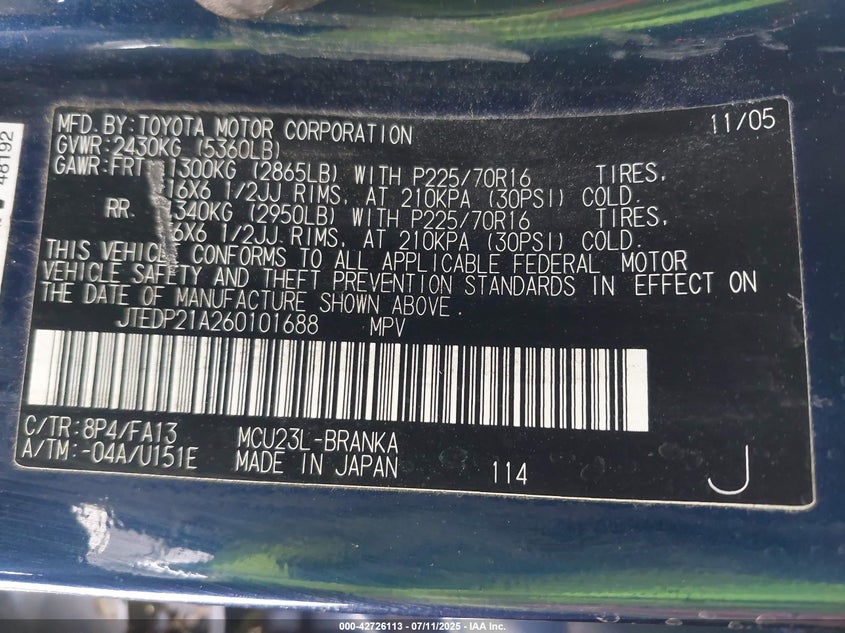 48192
MFD.BY:TOYOTA MOTOR CORPORATION 11/05
GVWR:2430KG (5360LB)
GAWR:FRT 1300KG (2865LB) WITH P225/70R16 TIRES,
16X6 1/2JJ RIMS, AT 210KPA (30PSI) COLD.
RR. 1340KG (2950LB) WITH P225/70R16 TIRES,
6X6 1/2JJ RIMS, AT 210KPA (30PSI) COLD.
THIS VEHICLE CONFORMS TO ALL APPLICABLE FEDERAL MOTOR
VEHICLE SAFETY AND THEFT PREVENTION STANDARDS IN EFFECT ON
THE DATE OF MANUFACTURE SHOWN ABOVE.
JTEDP21A260101688 MPV
C/TR:8P4/FA13 MCU23L-BRANKA
A/TM:-04A/U151E MADE IN JAPAN 114 J
000-42726113 - 07/11/2025 - IAA Inc.